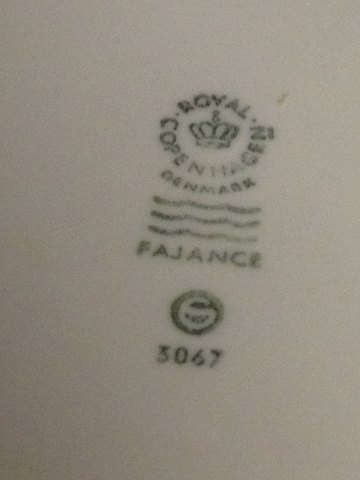 ROYAL COPENHAGEN
DENMARK
FAJANCE
3067